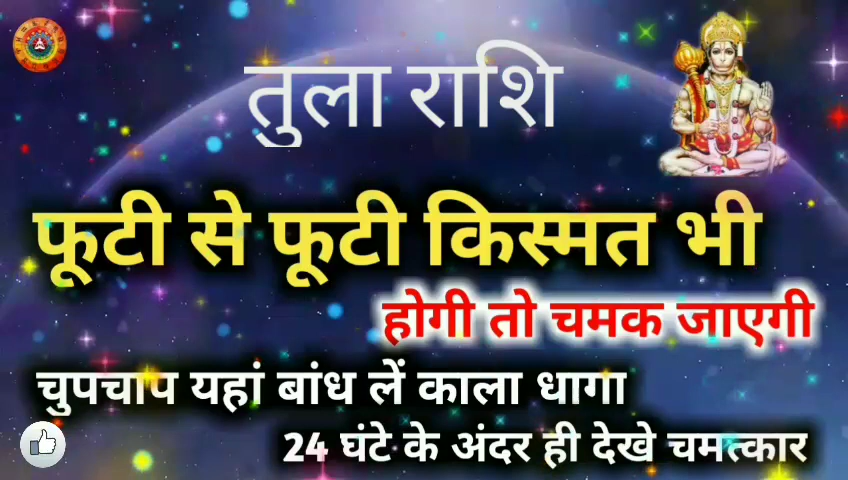 तुला राशि
फूटी से फूटी किस्मत भी
होगी तो चमक जाएगी
चुपचाप यहां बांध लें काला धागा
24 घंटे के अंदर ही देखे चमत्कार